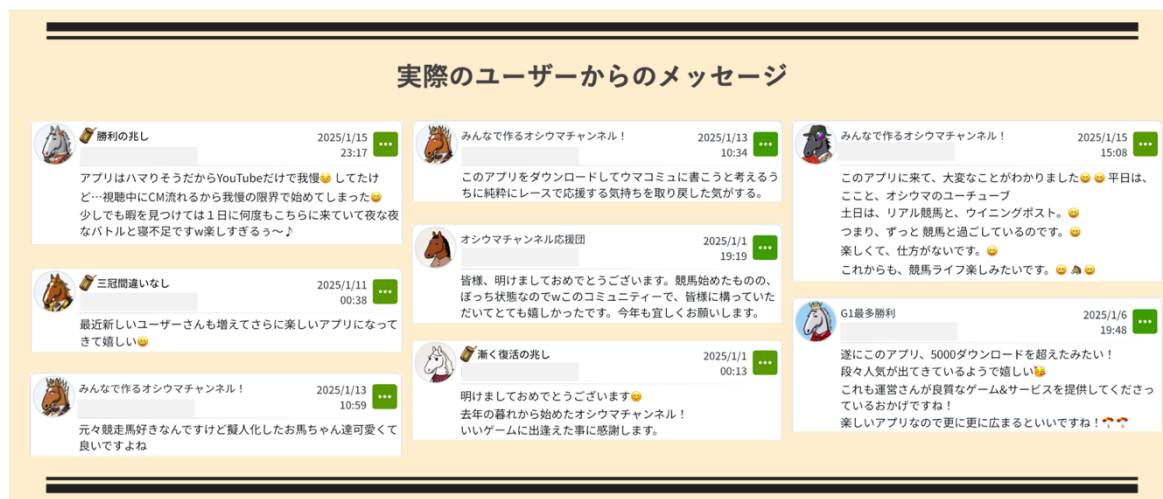 実際のユーザーからのメッセージ
勝利の兆し
2025/1/15
23:17
アプリはハマりそうだからYouTubeだけで我慢😣 してたけ
ど…視聴中にCM流れるから我慢の限界で始めてしまった😄
少しでも暇を見つけては１日に何度もこちらに来ていて夜な夜
なバトルと寝不足ですw楽しすぎるぅ〜♪
三冠間違いなし
2025/1/11
00:38
最近新しいユーザーさんも増えてさらに楽しいアプリになって
きて嬉しい😄
みんなで作るオシウマチャンネル！
2025/1/13
10:59
元々競走馬好きなんですけど擬人化したお馬ちゃん達可愛くて
良いですよね
みんなで作るオシウマチャンネル！
2025/1/13
10:34
このアプリをダウンロードしてウマコミュに書こうと考えるう
ちに純粋にレースで応援する気持ちを取り戻した気がする。
オシウマチャンネル応援団
2025/1/1
19:19
皆様、明けましておめでとうございます。競馬始めたものの、
ぼっち状態なのでwこのコミュニティーで、皆様に構っていた
だいてとても嬉しかったです。今年も宜しくお願いします。
漸く復活の兆し
2025/1/1
00:13
明けましておめでとうございます😋
去年の暮れから始めたオシウマチャンネル！
いいゲームに出逢えた事に感謝します。
みんなで作るオシウマチャンネル！
2025/1/15
15:08
このアプリに来て、大変なことがわかりました😄 😄 平日は、
ここと、オシウマのユーチューブ
土日は、リアル競馬と、ウイニングポスト。😄
つまり、ずっと 競馬と過ごしているのです。😄
楽しくて、仕方がないです。😄
これからも、競馬ライフ楽しみたいです。😄 🐴 😄
G1最多勝利
2025/1/6
19:48
遂にこのアプリ、5000ダウンロードを超えたみたい！
段々人気が出てきているようで嬉しい🥳
これも運営さんが良質なゲーム&サービスを提供してくださっ
ているおかげですね！
楽しいアプリなので更に更に広まるといいですね！